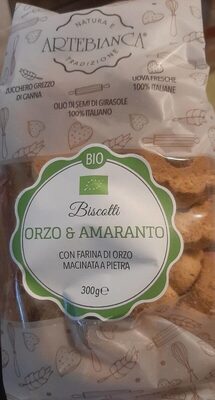 NATURA E
ARTEBIANCA
TRADIZIONE
ZUCCHERO GREZZO
DI CANNA
UOVA FRESCHE
100% ITALIANE
OLIO DI SEMI DI GIRASOLE
100% ITALIANO
BIO
Biscotti
ORZO & AMARANTO
CON FARINA DI ORZO
MACINATA A PIETRA
300g℮